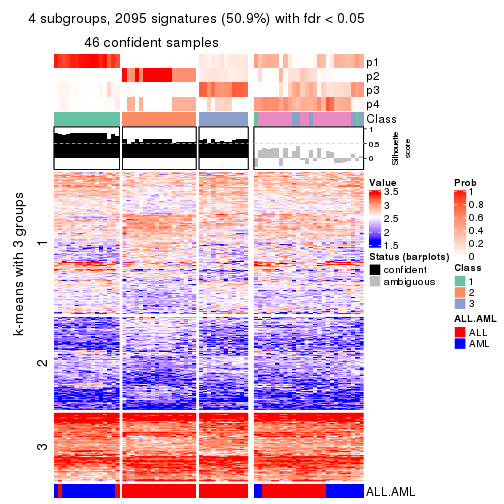 4 subgroups, 2095 signatures (50.9%) with fdr < 0.05
46 confident samples
p1
p2
p3
p4
Class
1
0.5
0
Silhouette
score
k-means with 3 groups
1
2
3
ALL.AML
Value
3.5
3
2.5
2
1.5
Status (barplots)
confident
ambiguous
Prob
1
0.8
0.6
0.4
0.2
0
Class
1
2
3
ALL.AML
ALL
AML